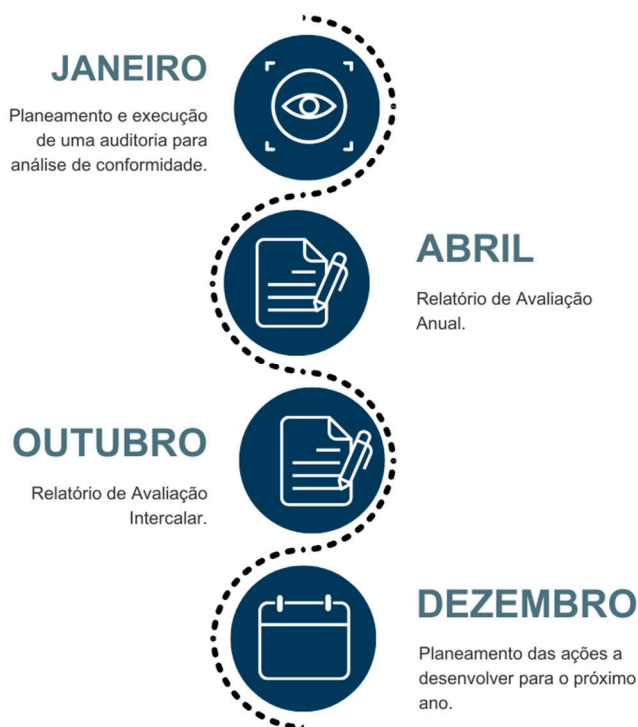 JANEIRO
Planeamento e execução
de uma auditoria para
análise de conformidade.
ABRIL
Relatório de Avaliação
Anual.
OUTUBRO
Relatório de Avaliação
Intercalar.
DEZEMBRO
Planeamento das ações a
desenvolver para o próximo
ano.